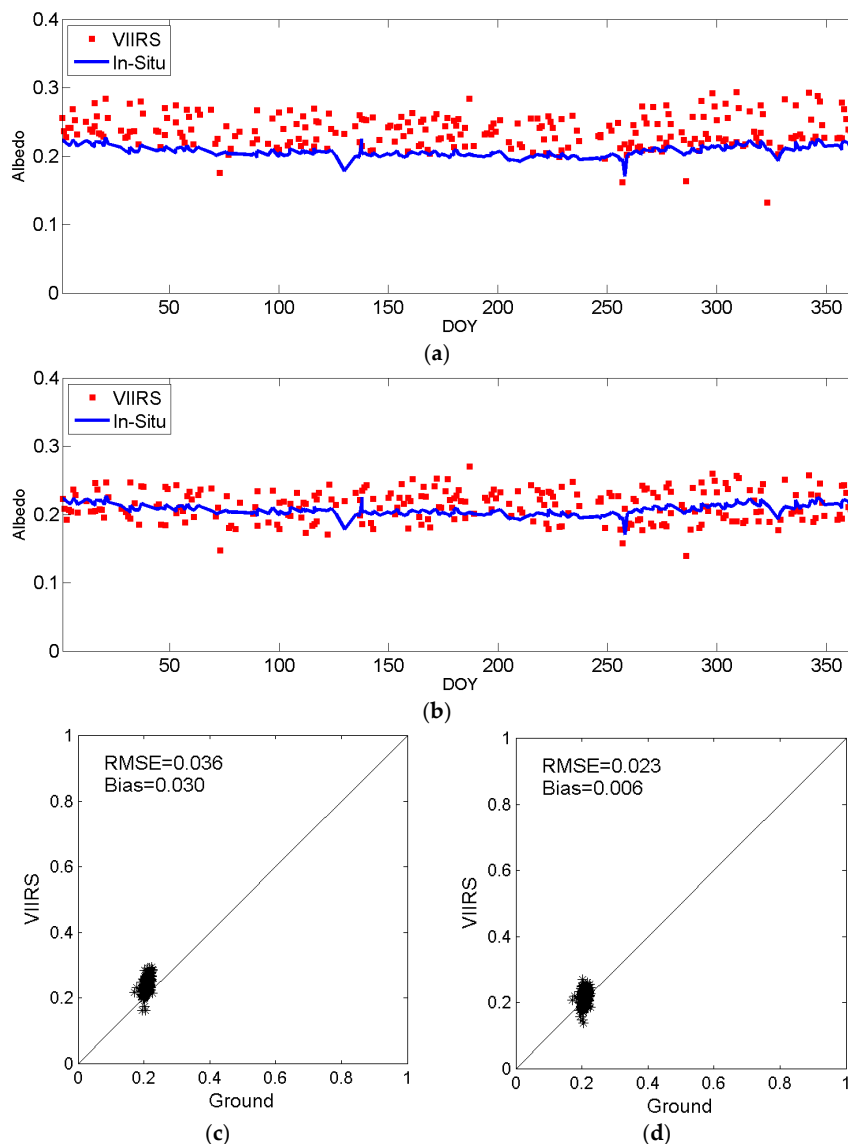 0.4
VIIRS
In-Situ
0.3
Albedo
0.2
0.1
0
50 100 150 200 250 300 350
DOY
(a)
0.4
VIIRS
In-Situ
0.3
Albedo
0.2
0.1
0
50 100 150 200 250 300 350
DOY
(b)
1
RMSE=0.036
Bias=0.030
0.8
0.6
VIIRS
0.4
0.2
0
0 0.2 0.4 0.6 0.8 1
Ground
(c)
1
RMSE=0.023
Bias=0.006
0.8
0.6
VIIRS
0.4
0.2
0
0 0.2 0.4 0.6 0.8 1
Ground
(d)